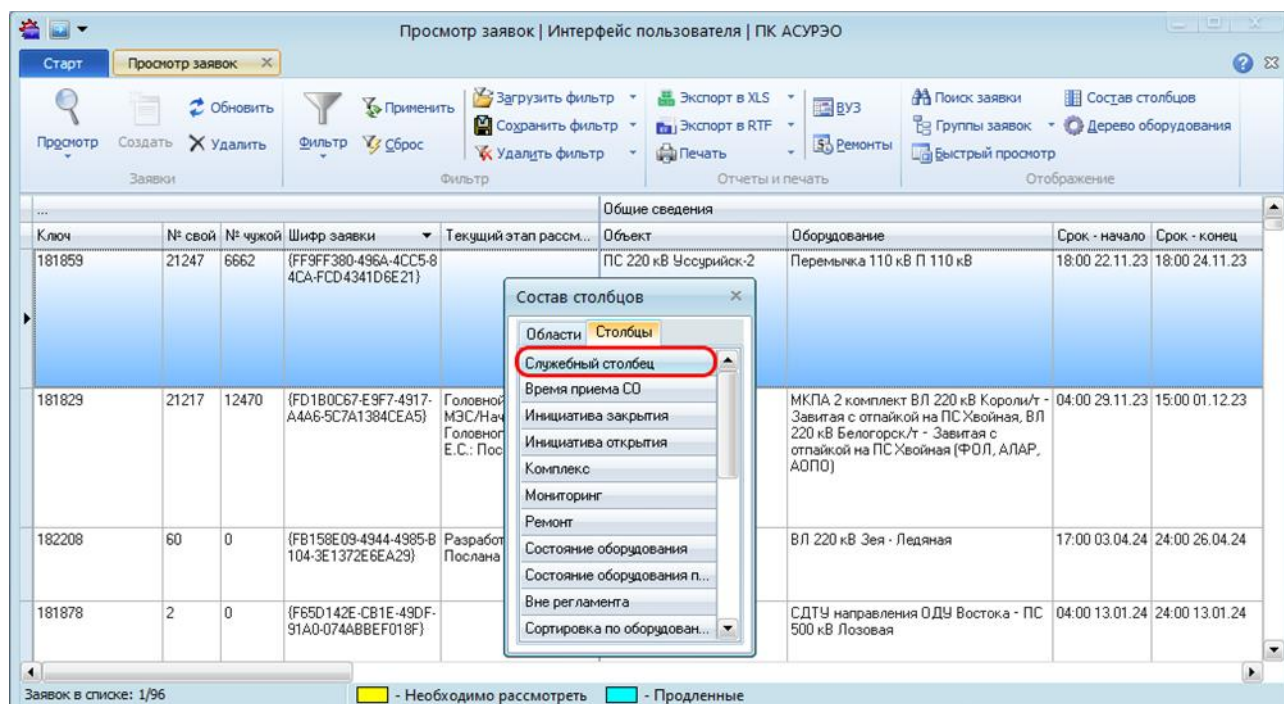 Просмотр заявок | Интерфейс пользователя | ПК АСУРЭО
Старт Просмотр заявок
Просмотр Создать Обновить Удалить Фильтр Применить Сброс Загрузить фильтр Сохранить фильтр Удалить фильтр Экспорт в XLS Экспорт в RTF Печать ВУЗ Ремонты Поиск заявки Группы заявок Быстрый просмотр Состав столбцов Дерево оборудования
Заявки Фильтр Отчеты и печать Отображение
... Общие сведения
Ключ № свой № чужой Шифр заявки Текущий этап рассм... Объект Оборудование Срок - начало Срок - конец
181859 21247 6662 {FF9FF380-496A-4CC5-8 ПС 220 кВ Уссурийск-2 Перемычка 110 кВ П 110 кВ 18:00 22.11.23 18:00 24.11.23
4CA-FCD4341D6E21}
Состав столбцов
Области Столбцы
Служебный столбец
Время приема СО
Инициатива закрытия
Инициатива открытия
Комплекс
Мониторинг
Ремонт
Состояние оборудования
Состояние оборудования п...
Вне регламента
Сортировка по оборудован...
181829 21217 12470 {FD1B0C67-E9F7-4917- Головной МКПА 2 комплект ВЛ 220 кВ Короли/т - 04:00 29.11.23 15:00 01.12.23
A4A6-5C7A1384CEA5} МЭС/Нач Завитая с отпайкой на ПС Хвойная, ВЛ
Головног 220 кВ Белогорск/т - Завитая с
Е.С.: Пос отпайкой на ПС Хвойная (ФОЛ, АЛАР,
АОПО)
182208 60 0 {FB158E09-4944-4985-B Разработ ВЛ 220 кВ Зея - Ледяная 17:00 03.04.24 24:00 26.04.24
104-3E1372E6EA29} Послана
181878 2 0 {F65D142E-CB1E-49DF- СДТУ направления ОДУ Востока - ПС 04:00 13.01.24 24:00 13.01.24
91A0-074ABBEF018F} 500 кВ Лозовая
Заявок в списке: 1/96 - Необходимо рассмотреть - Продленные